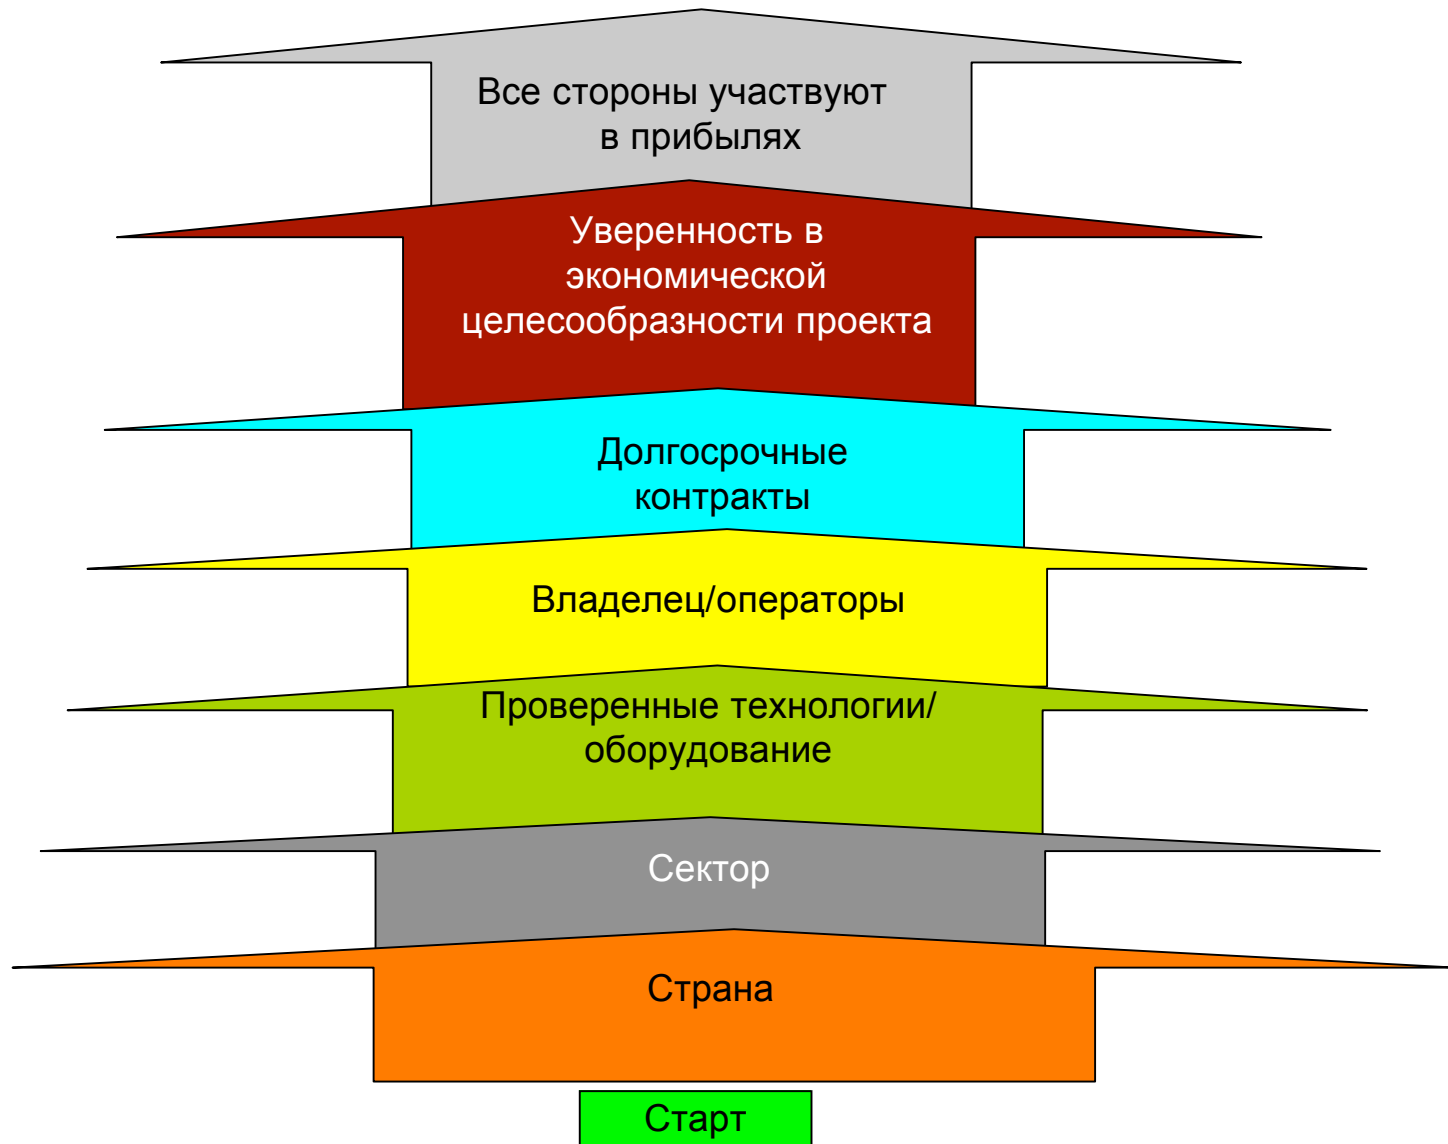 Все стороны участвуют
в прибылях
Уверенность в
экономической
целесообразности проекта
Долгосрочные
контракты
Владелец/операторы
Проверенные технологии/
оборудование
Сектор
Страна
Старт